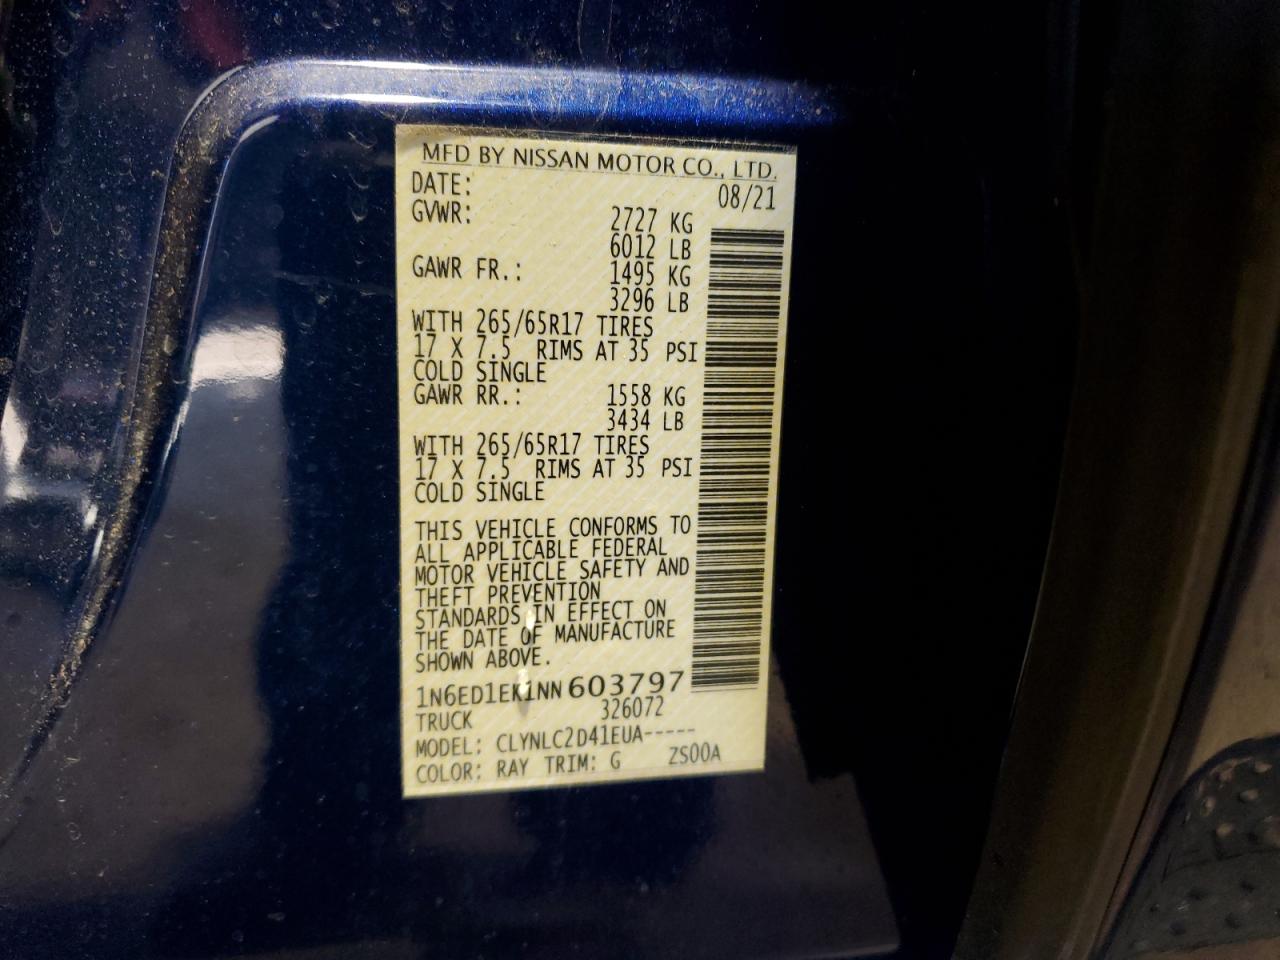 MFD BY NISSAN MOTOR CO., LTD.
DATE: 08/21
GVWR: 2727 KG
6012 LB
GAWR FR.: 1495 KG
3296 LB
WITH 265/65R17 TIRES
17 X 7.5 RIMS AT 35 PSI
COLD SINGLE
GAWR RR.: 1558 KG
3434 LB
WITH 265/65R17 TIRES
17 X 7.5 RIMS AT 35 PSI
COLD SINGLE
THIS VEHICLE CONFORMS TO
ALL APPLICABLE FEDERAL
MOTOR VEHICLE SAFETY AND
THEFT PREVENTION
STANDARDS IN EFFECT ON
THE DATE OF MANUFACTURE
SHOWN ABOVE.
1N6ED1EK1NN603797
TRUCK 326072
MODEL: CLYNLC2D41EUA-----
COLOR: RAY TRIM: G ZS00A